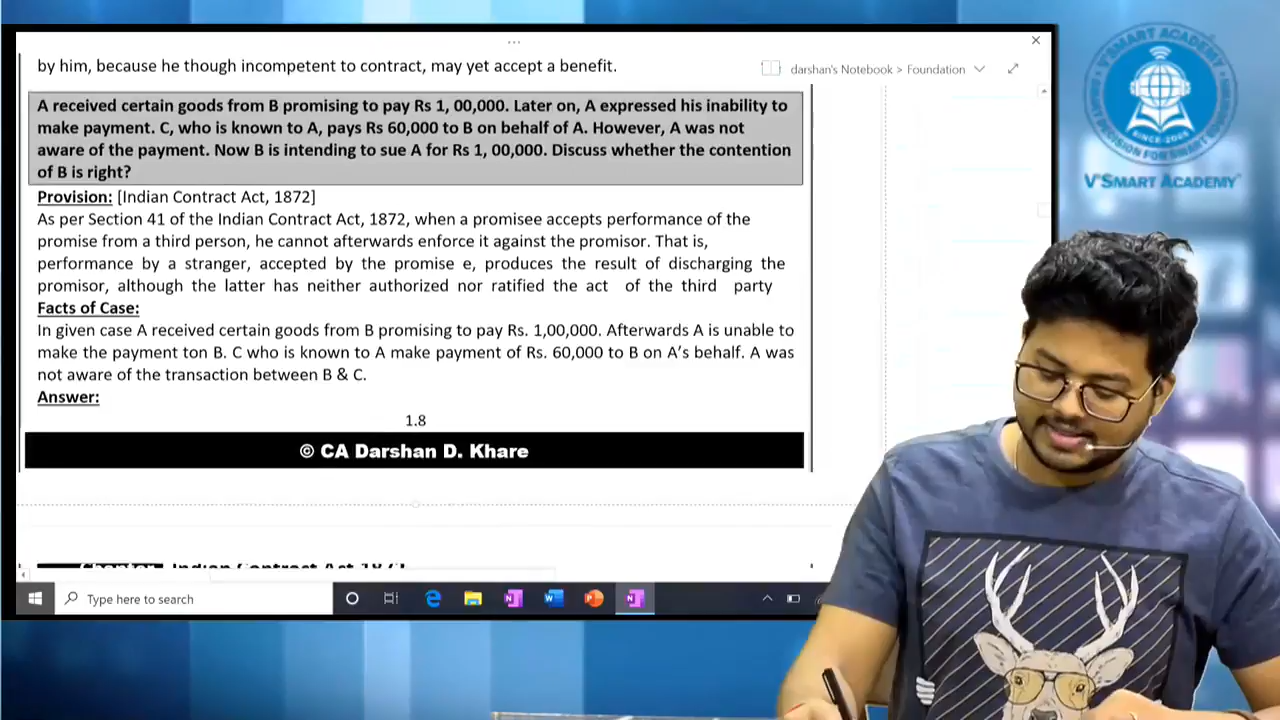 by him, because he though incompetent to contract, may yet accept a benefit.
darshan's Notebook > Foundation
A received certain goods from B promising to pay Rs 1, 00,000. Later on, A expressed his inability to
make payment. C, who is known to A, pays Rs 60,000 to B on behalf of A. However, A was not
aware of the payment. Now B is intending to sue A for Rs 1, 00,000. Discuss whether the contention
of B is right?
Provision: [Indian Contract Act, 1872]
As per Section 41 of the Indian Contract Act, 1872, when a promisee accepts performance of the
promise from a third person, he cannot afterwards enforce it against the promisor. That is,
performance by a stranger, accepted by the promise e, produces the result of discharging the
promisor, although the latter has neither authorized nor ratified the act of the third party
Facts of Case:
In given case A received certain goods from B promising to pay Rs. 1,00,000. Afterwards A is unable to
make the payment ton B. C who is known to A make payment of Rs. 60,000 to B on A's behalf. A was
not aware of the transaction between B & C.
Answer:
1.8
© CA Darshan D. Khare
Type here to search
V'SMART ACADEMY
SINCE-2006
V'SMART ACADEMY